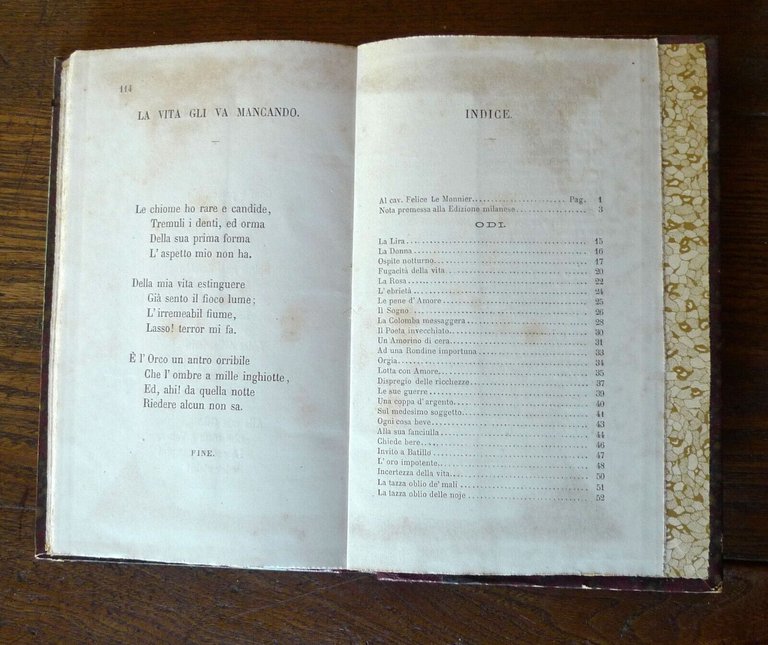 114
LA VITA GLI VA MANCANDO.
Le chiome ho rare e candide,
Tremuli i denti, ed orma
Della sua prima forma
L' aspetto mio non ha.
Della mia vita estinguere
Già sento il fioco lume;
L'irremeabil fiume,
Lasso! terror mi fa.
È l' Orco un antro orribile
Che l' ombre a mille inghiotte,
Ed, ahi! da quella notte
Riedere alcun non sa.
FINE.
INDICE.
Al cav. Felice Le Monnier........................ Pag. 1
Nota premessa alla Edizione milanese................ 3
ODI.
La Lira........................................ 15
La Donna........................................ 16
Ospite notturno................................ 17
Fugacità della vita............................ 20
La Rosa........................................ 22
L' ebrietà..................................... 24
Le pene d' Amore............................... 25
Il Sogno....................................... 26
La Colomba messaggera.......................... 28
Il Poeta invecchiato........................... 30
Un Amorino di cera............................. 31
Ad una Rondine importuna....................... 33
Orgia.......................................... 34
Lotta con Amore................................ 35
Dispregio delle ricchezze...................... 37
Le sue guerre.................................. 39
Una coppa d' argento........................... 40
Sul medesimo soggetto.......................... 41
Ogni cosa beve................................. 43
Alla sua fanciulla............................. 44
Chiede bere.................................... 46
Invito a Batillo............................... 47
L' oro impotente............................... 48
Incertezza della vita.......................... 50
La tazza oblio de' mali........................ 51
La tazza oblio delle noje...................... 52